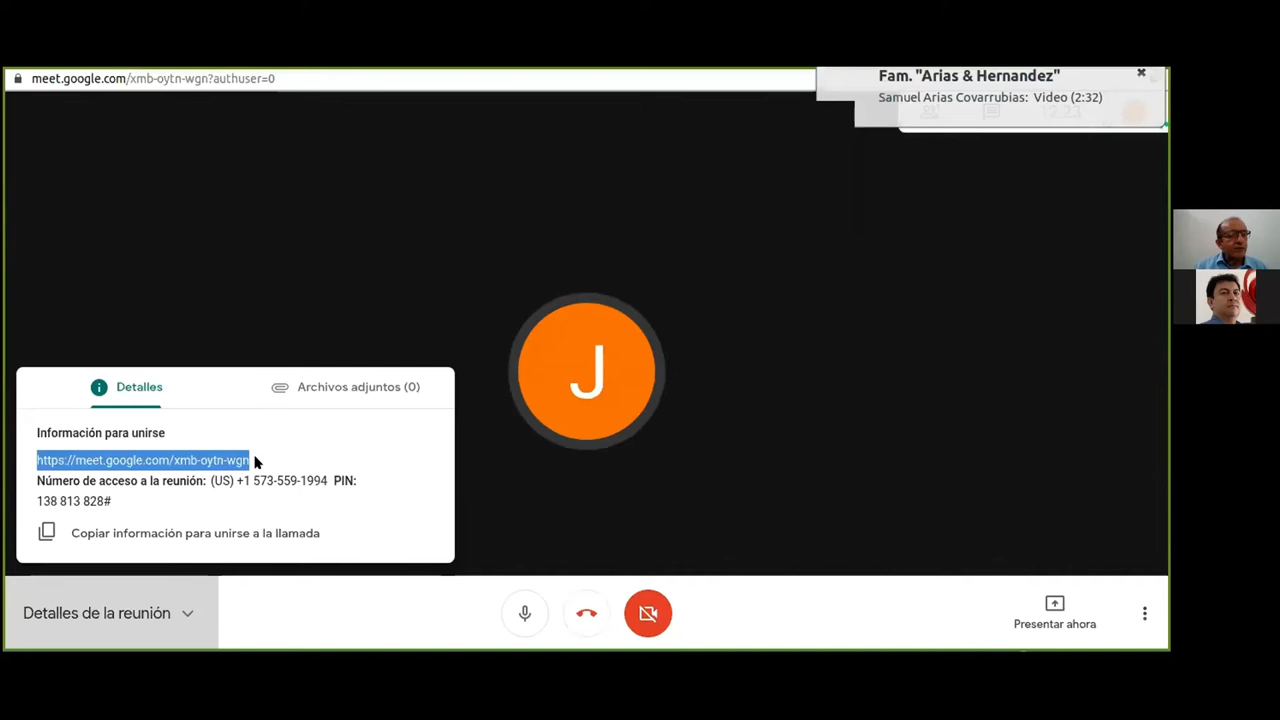 meet.google.com/xmb-oytn-wgn?authuser=0
Fam. "Arias & Hernandez"
Samuel Arias Covarrubias: Video (2:32)
12:23
J
Detalles
Archivos adjuntos (0)
Información para unirse
https://meet.google.com/xmb-oytn-wgn
Número de acceso a la reunión: (US) +1 573-559-1994 PIN:
138 813 828#
Copiar información para unirse a la llamada
Detalles de la reunión
Presentar ahora